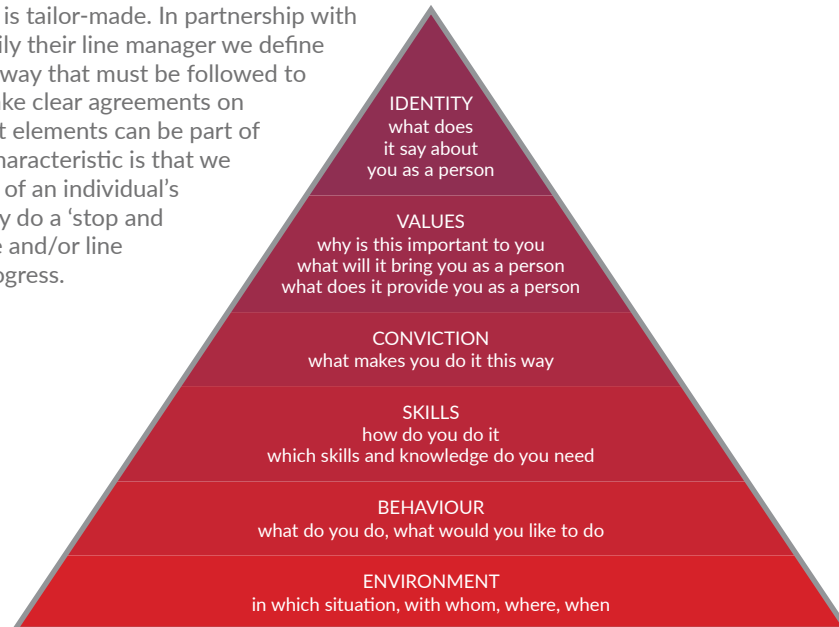 is tailor-made. In partnership with
their line manager we define
way that must be followed to
clear agreements on
elements can be part of
is that we
of an individual's
do a 'stop and
and/or line
IDENTITY
what does
it say about
you as a person
VALUES
why is this important to you
what will it bring you as a person
what does it provide you as a person
CONVICTION
what makes you do it this way
SKILLS
how do you do it
which skills and knowledge do you need
BEHAVIOUR
what do you do, what would you like to do
ENVIRONMENT
in which situation, with whom, where, when